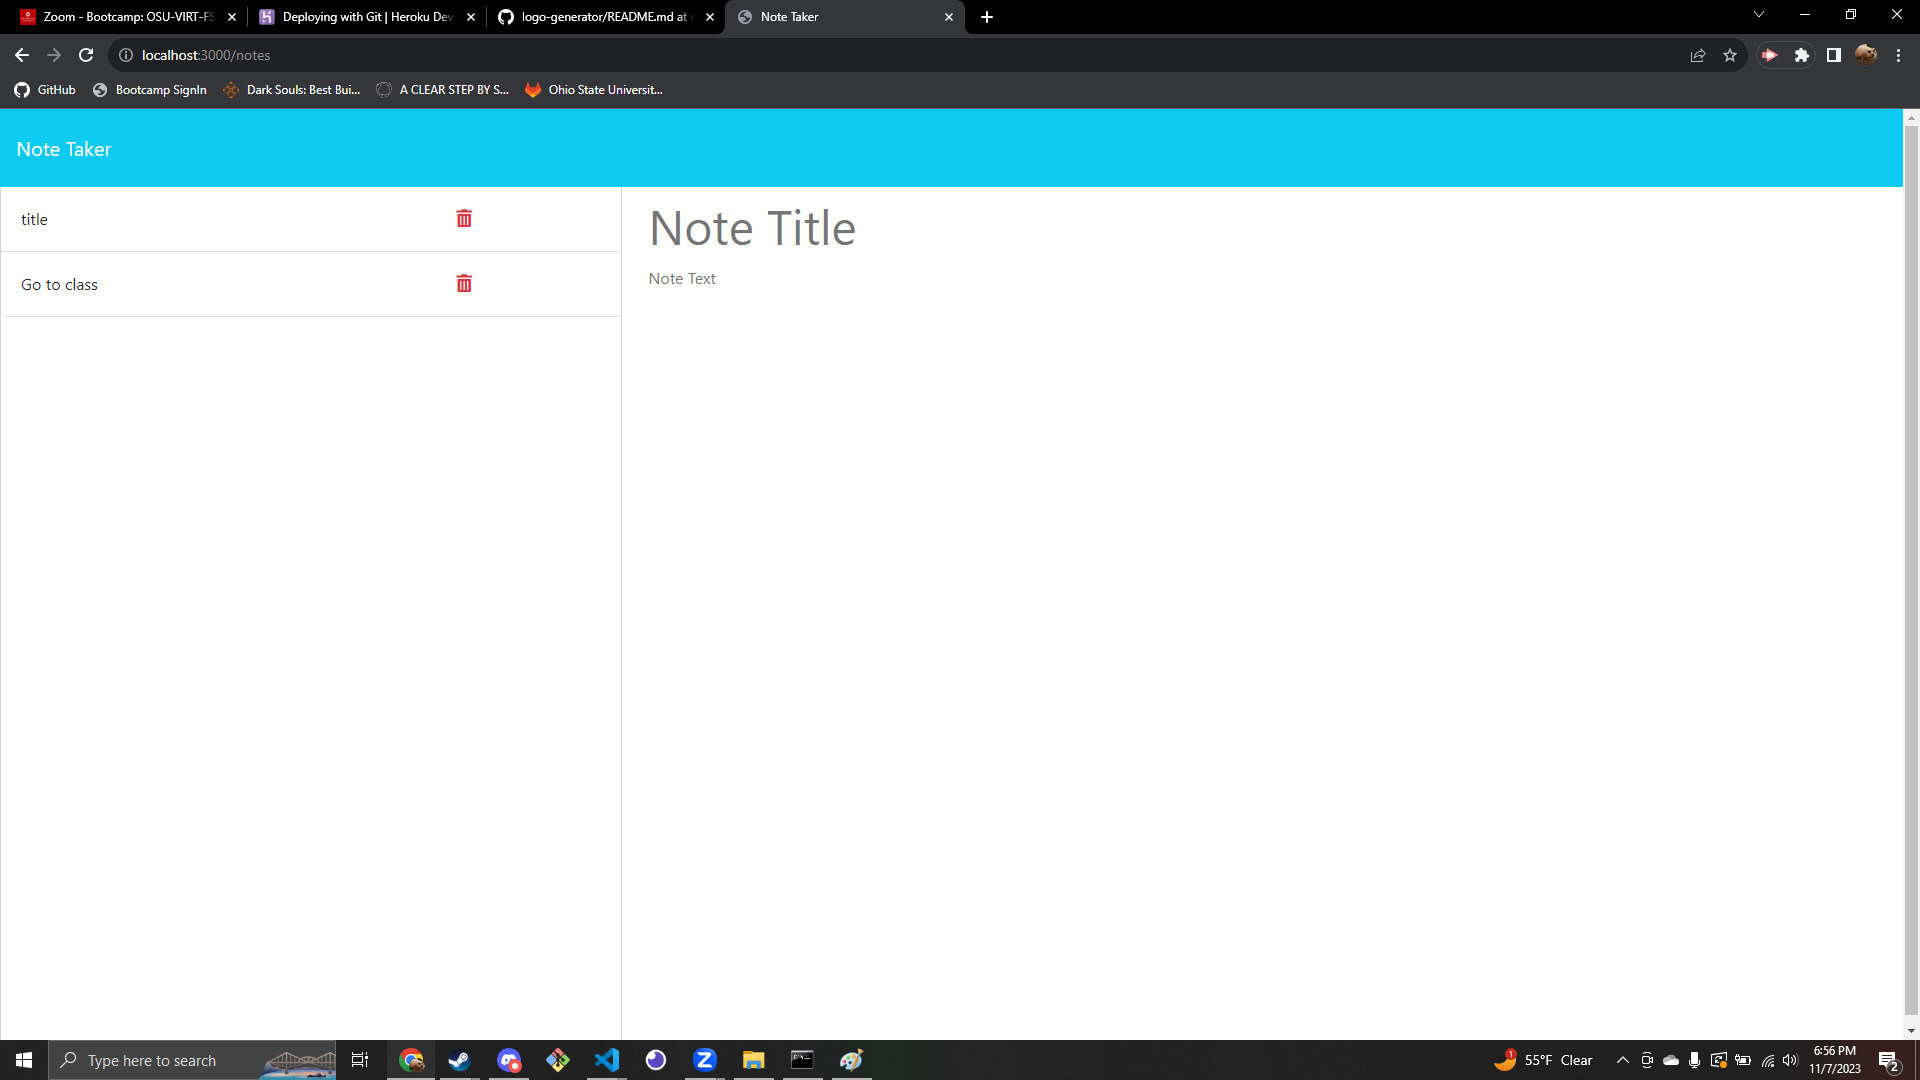 Zoom - Bootcamp: OSU-VIRT-FS
Deploying with Git | Heroku Dev
logo-generator/README.md at
Note Taker
localhost:3000/notes
GitHub
Bootcamp SignIn
Dark Souls: Best Bui...
A CLEAR STEP BY S...
Ohio State Universit...
Note Taker
title
Go to class
Note Title
Note Text
Type here to search
1
55°F Clear
6:56 PM
11/7/2023
2